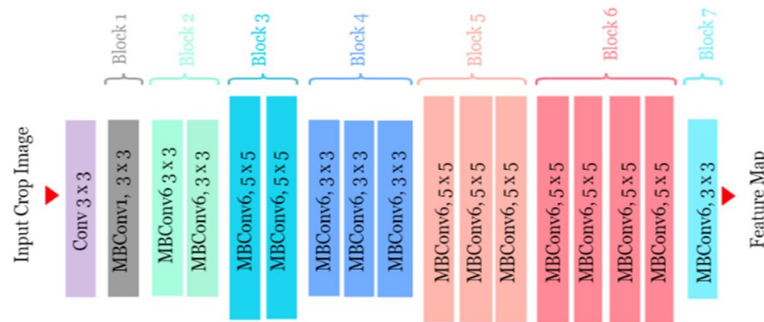 Block 1
Block 2
Block 3
Block 4
Block 5
Block 6
Block 7
Input Crop Image
Conv 3 x 3
MBConv1, 3 x 3
MBConv6 3 x 3
MBConv6, 3 x 3
MBConv6, 5 x 5
MBConv6, 5 x 5
MBConv6, 3 x 3
MBConv6, 3 x 3
MBConv6, 3 x 3
MBConv6, 5 x 5
MBConv6, 5 x 5
MBConv6, 5 x 5
MBConv6, 5 x 5
MBConv6, 5 x 5
MBConv6, 5 x 5
MBConv6, 5 x 5
MBConv6, 3 x 3
Feature Map